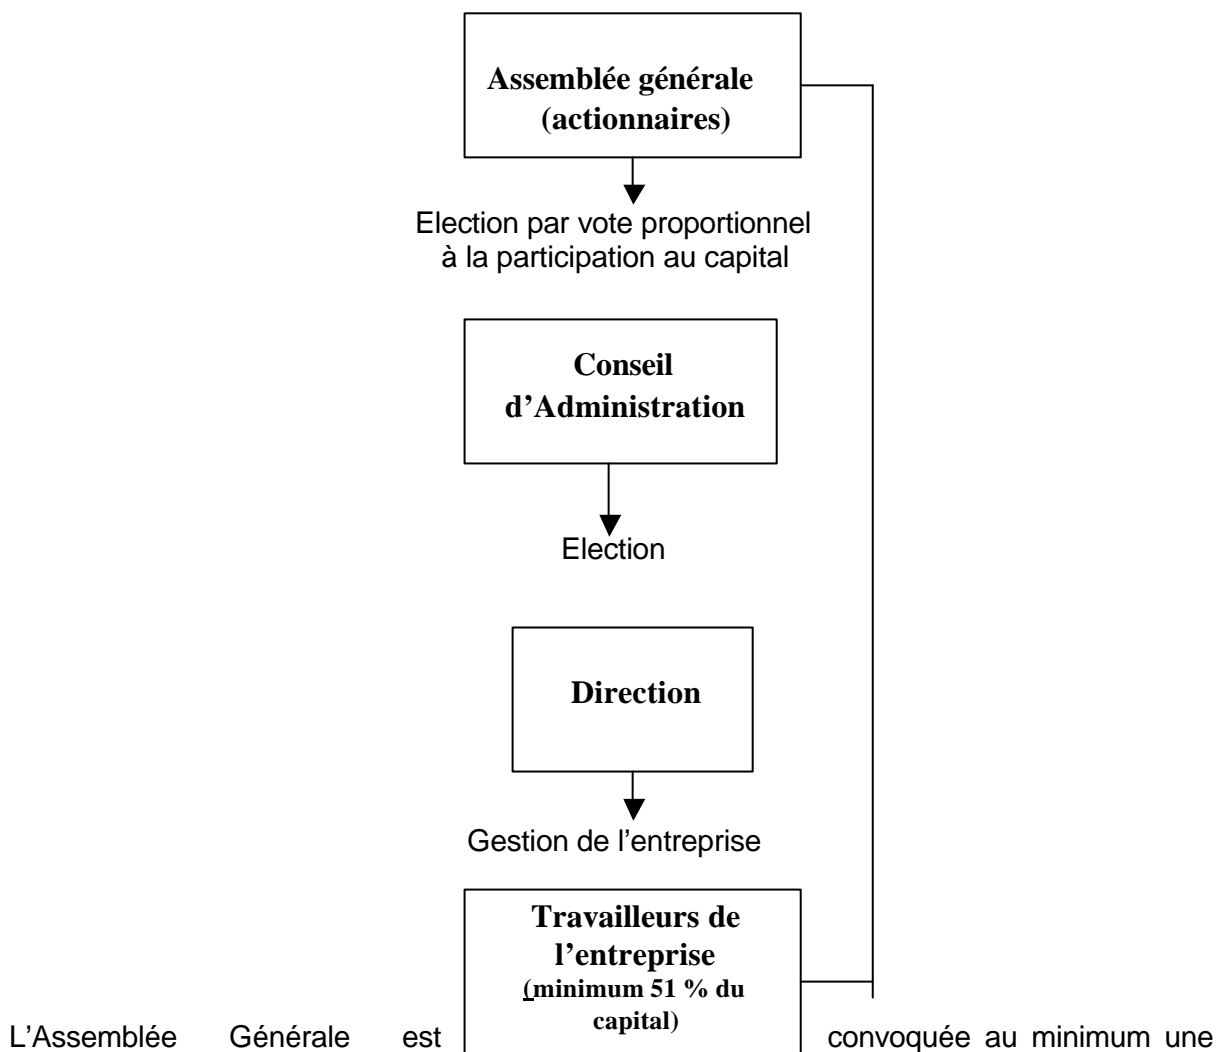 Assemblée générale
(actionnaires)
Election par vote proportionnel
à la participation au capital
Conseil
d’Administration
Election
Direction
Gestion de l’entreprise
Travailleurs de
l’entreprise
(minimum 51 % du
capital)
L’Assemblée Générale est convoquée au minimum une